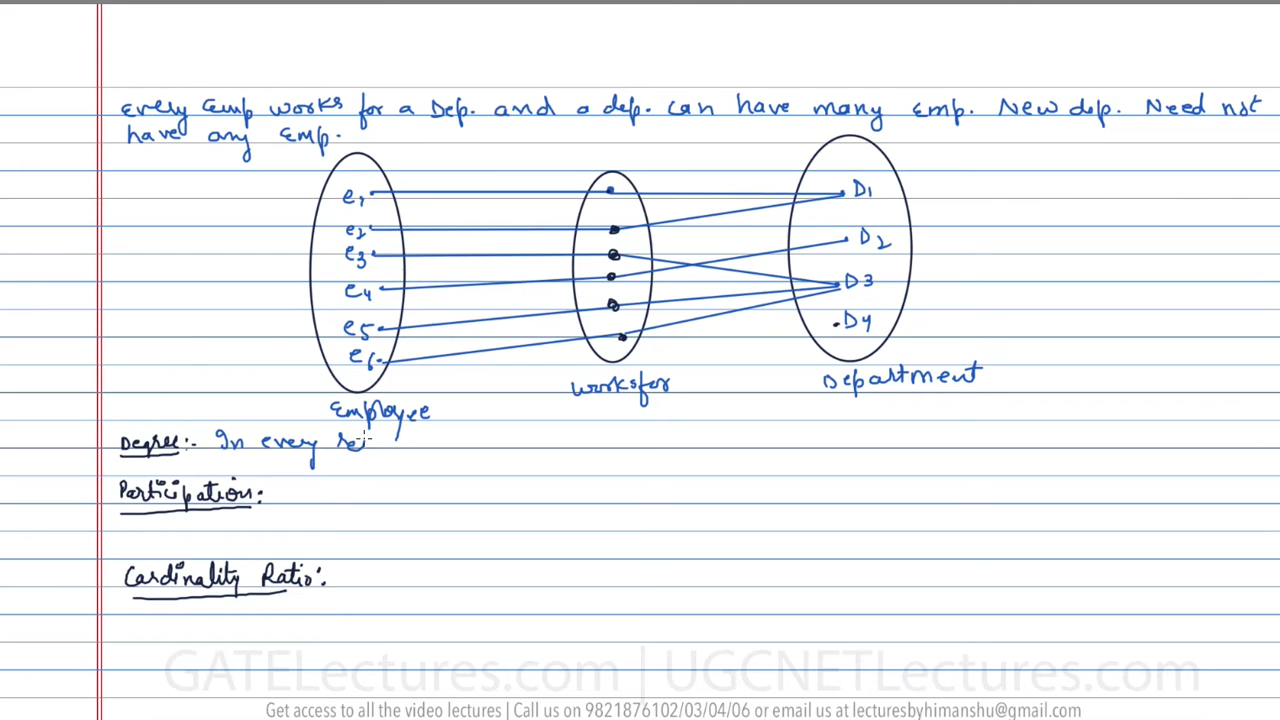 Every Emp works for a Dep. and a dep. can have many Emp. New dep. Need not
have any Emp.
e1
e2
e3
e4
e5
e6
D1
D2
D3
D4
Employee
Worksfor
Department
Degree:- In every re
Participation:
Cardinality Ratio:
GATELectures.com | UGCNETLectures.com
Get access to all the video lectures | Call us on 9821876102/03/04/06 or email us at lecturesbyhimanshu@gmail.com